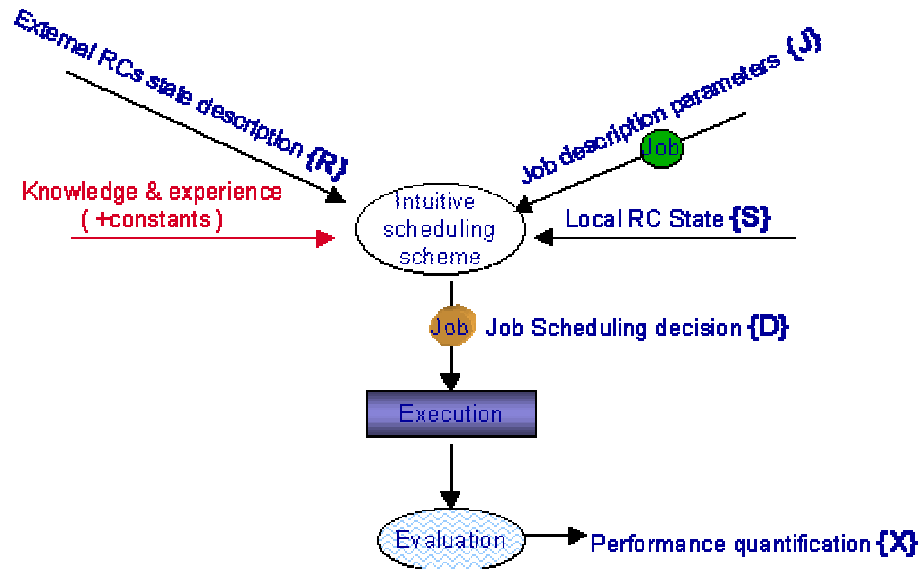 External RCs state description {R}
Job description parameters {J}
Job
Knowledge & experience
( +constants )
Intuitive
scheduling
scheme
Local RC State {S}
Job
Job Scheduling decision {D}
Execution
Evaluation
Performance quantification {X}